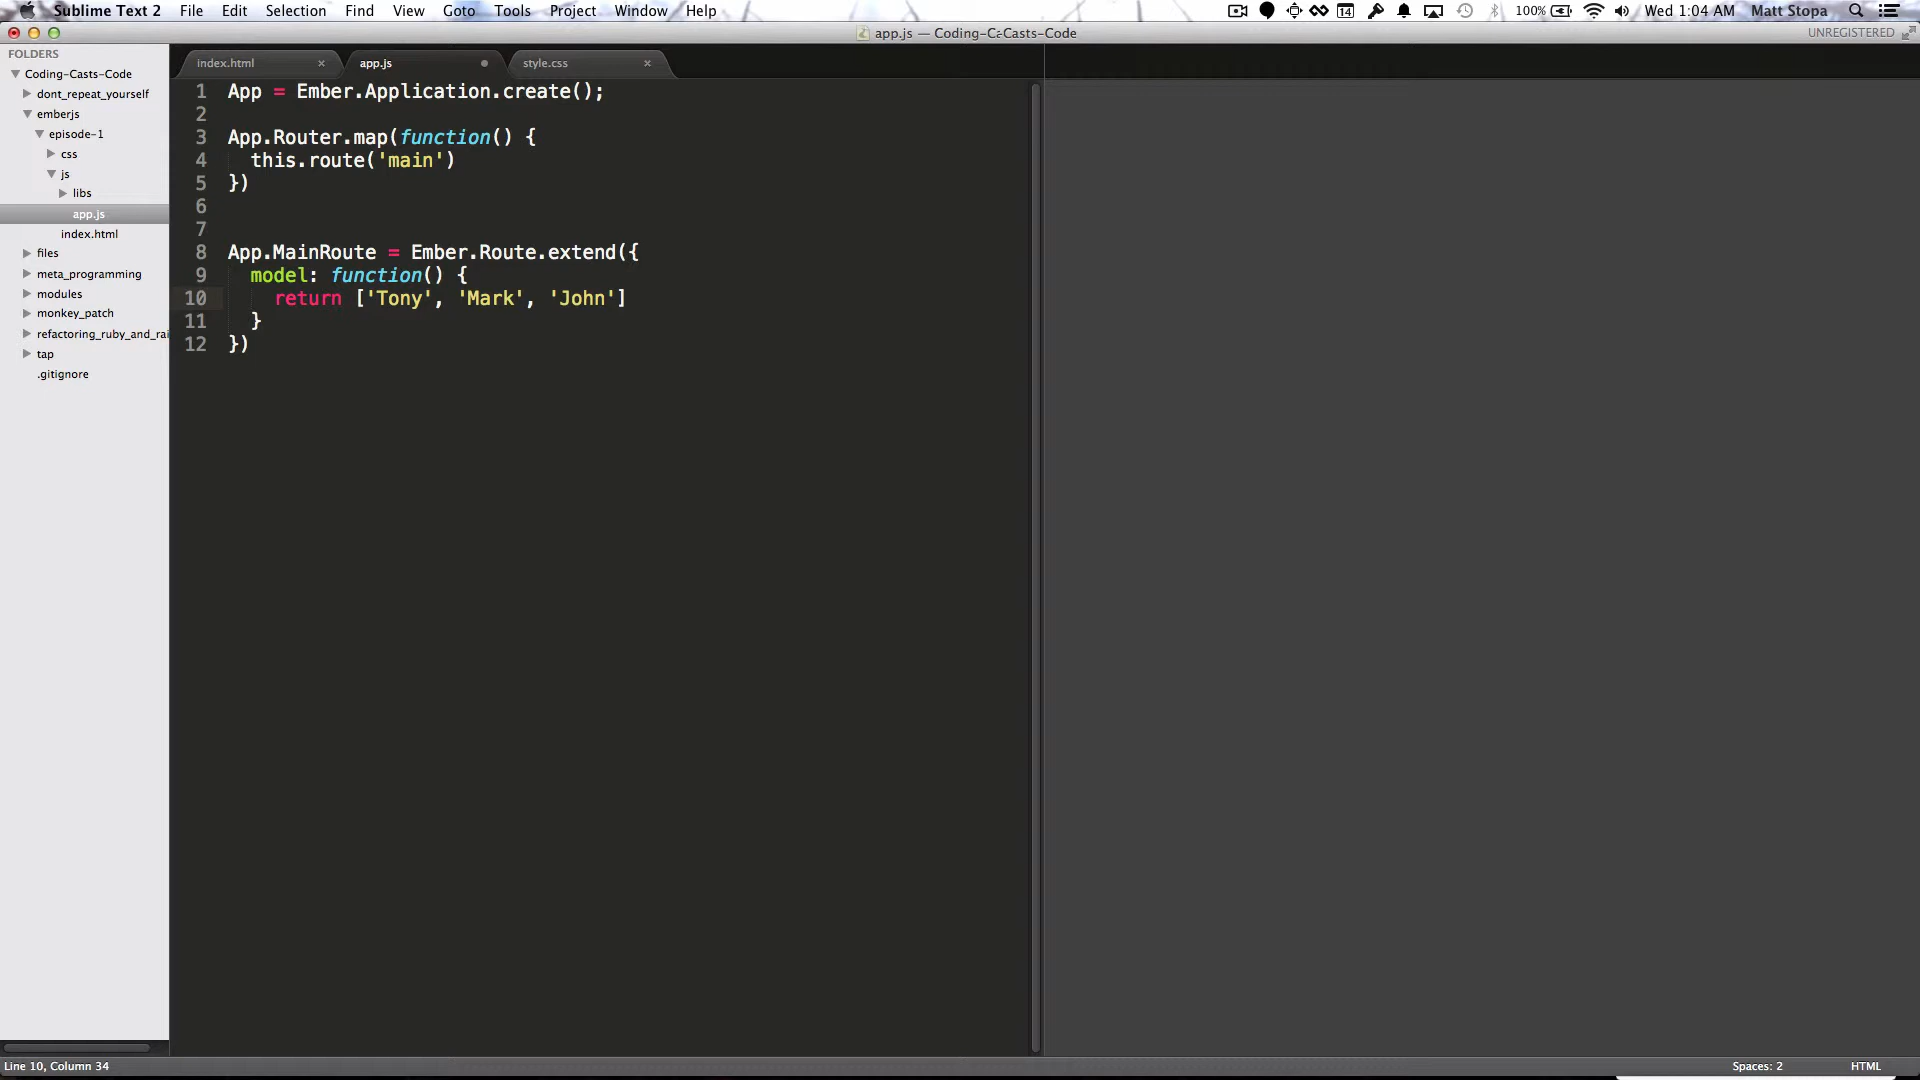 Sublime Text 2 File Edit Selection Find View Goto Tools Project Window Help 14 100% Wed 1:04 AM Matt Stopa
app.js — Coding-Casts-Code UNREGISTERED
FOLDERS
Coding-Casts-Code
dont_repeat_yourself
emberjs
episode-1
css
js
libs
app.js
index.html
files
meta_programming
modules
monkey_patch
refactoring_ruby_and_rai
tap
.gitignore
index.html app.js style.css
1 App = Ember.Application.create();
2
3 App.Router.map(function() {
4 this.route('main')
5 })
6
7
8 App.MainRoute = Ember.Route.extend({
9 model: function() {
10 return ['Tony', 'Mark', 'John']
11 }
12 })
Line 10, Column 34 Spaces: 2 HTML